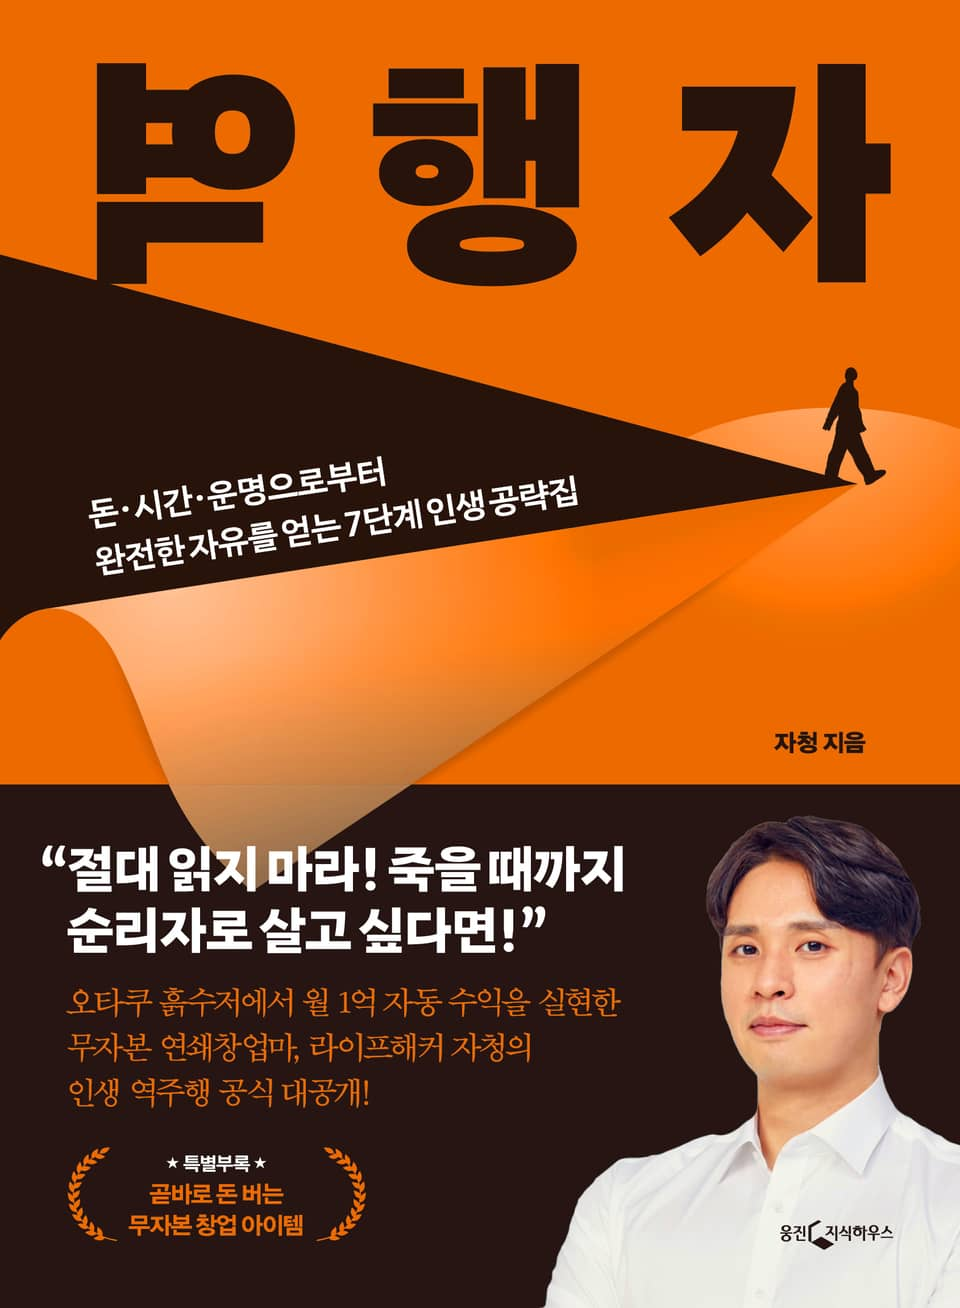 역행자
돈·시간·운명으로부터
완전한 자유를 얻는 7단계 인생 공략집
자청 지음
“절대 읽지 마라! 죽을 때까지
순리자로 살고 싶다면!”
오타쿠 흙수저에서 월 1억 자동 수익을 실현한
무자본 연쇄창업마, 라이프해커 자청의
인생 역주행 공식 대공개!
★ 특별부록 ★
곧바로 돈 버는
무자본 창업 아이템
웅진 지식하우스